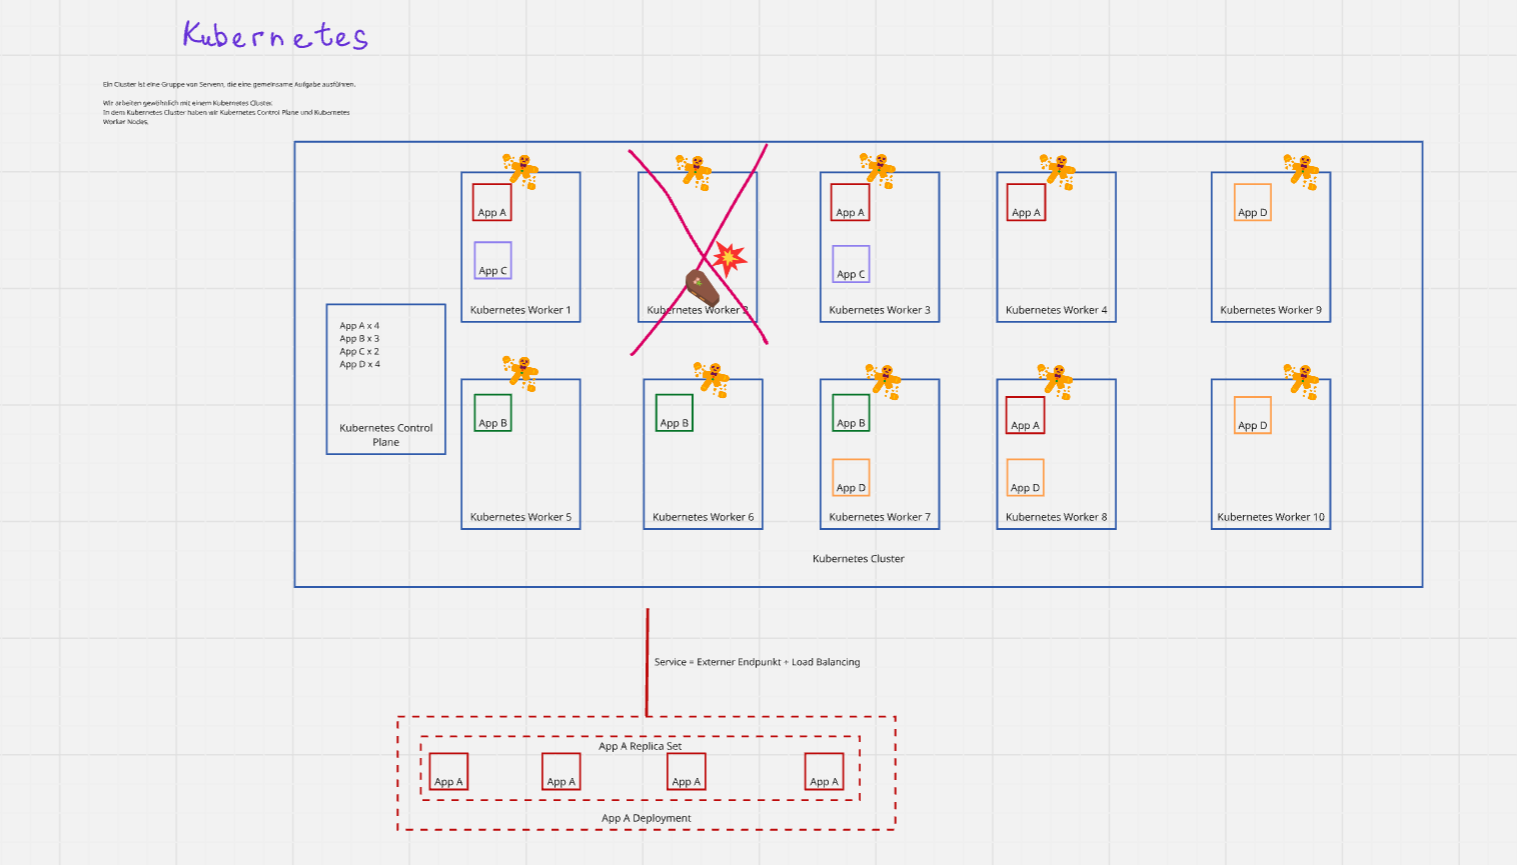 Kubernetes
Ein Cluster ist eine Gruppe von Servern, die eine gemeinsame Aufgabe ausführen.
Wir arbeiten gewöhnlich mit einem Kubernetes Cluster.
In dem Kubernetes Cluster haben wir Kubernetes Control Plane und Kubernetes
Worker Nodes.
App A
App C
Kubernetes Worker 1
Kubernetes Worker 2
App A
App C
Kubernetes Worker 3
App A
Kubernetes Worker 4
App D
Kubernetes Worker 9
App A x 4
App B x 3
App C x 2
App D x 4
Kubernetes Control
Plane
App B
Kubernetes Worker 5
App B
Kubernetes Worker 6
App B
App D
Kubernetes Worker 7
App A
App D
Kubernetes Worker 8
App D
Kubernetes Worker 10
Kubernetes Cluster
Service = Externer Endpunkt + Load Balancing
App A Replica Set
App A
App A
App A
App A
App A Deployment